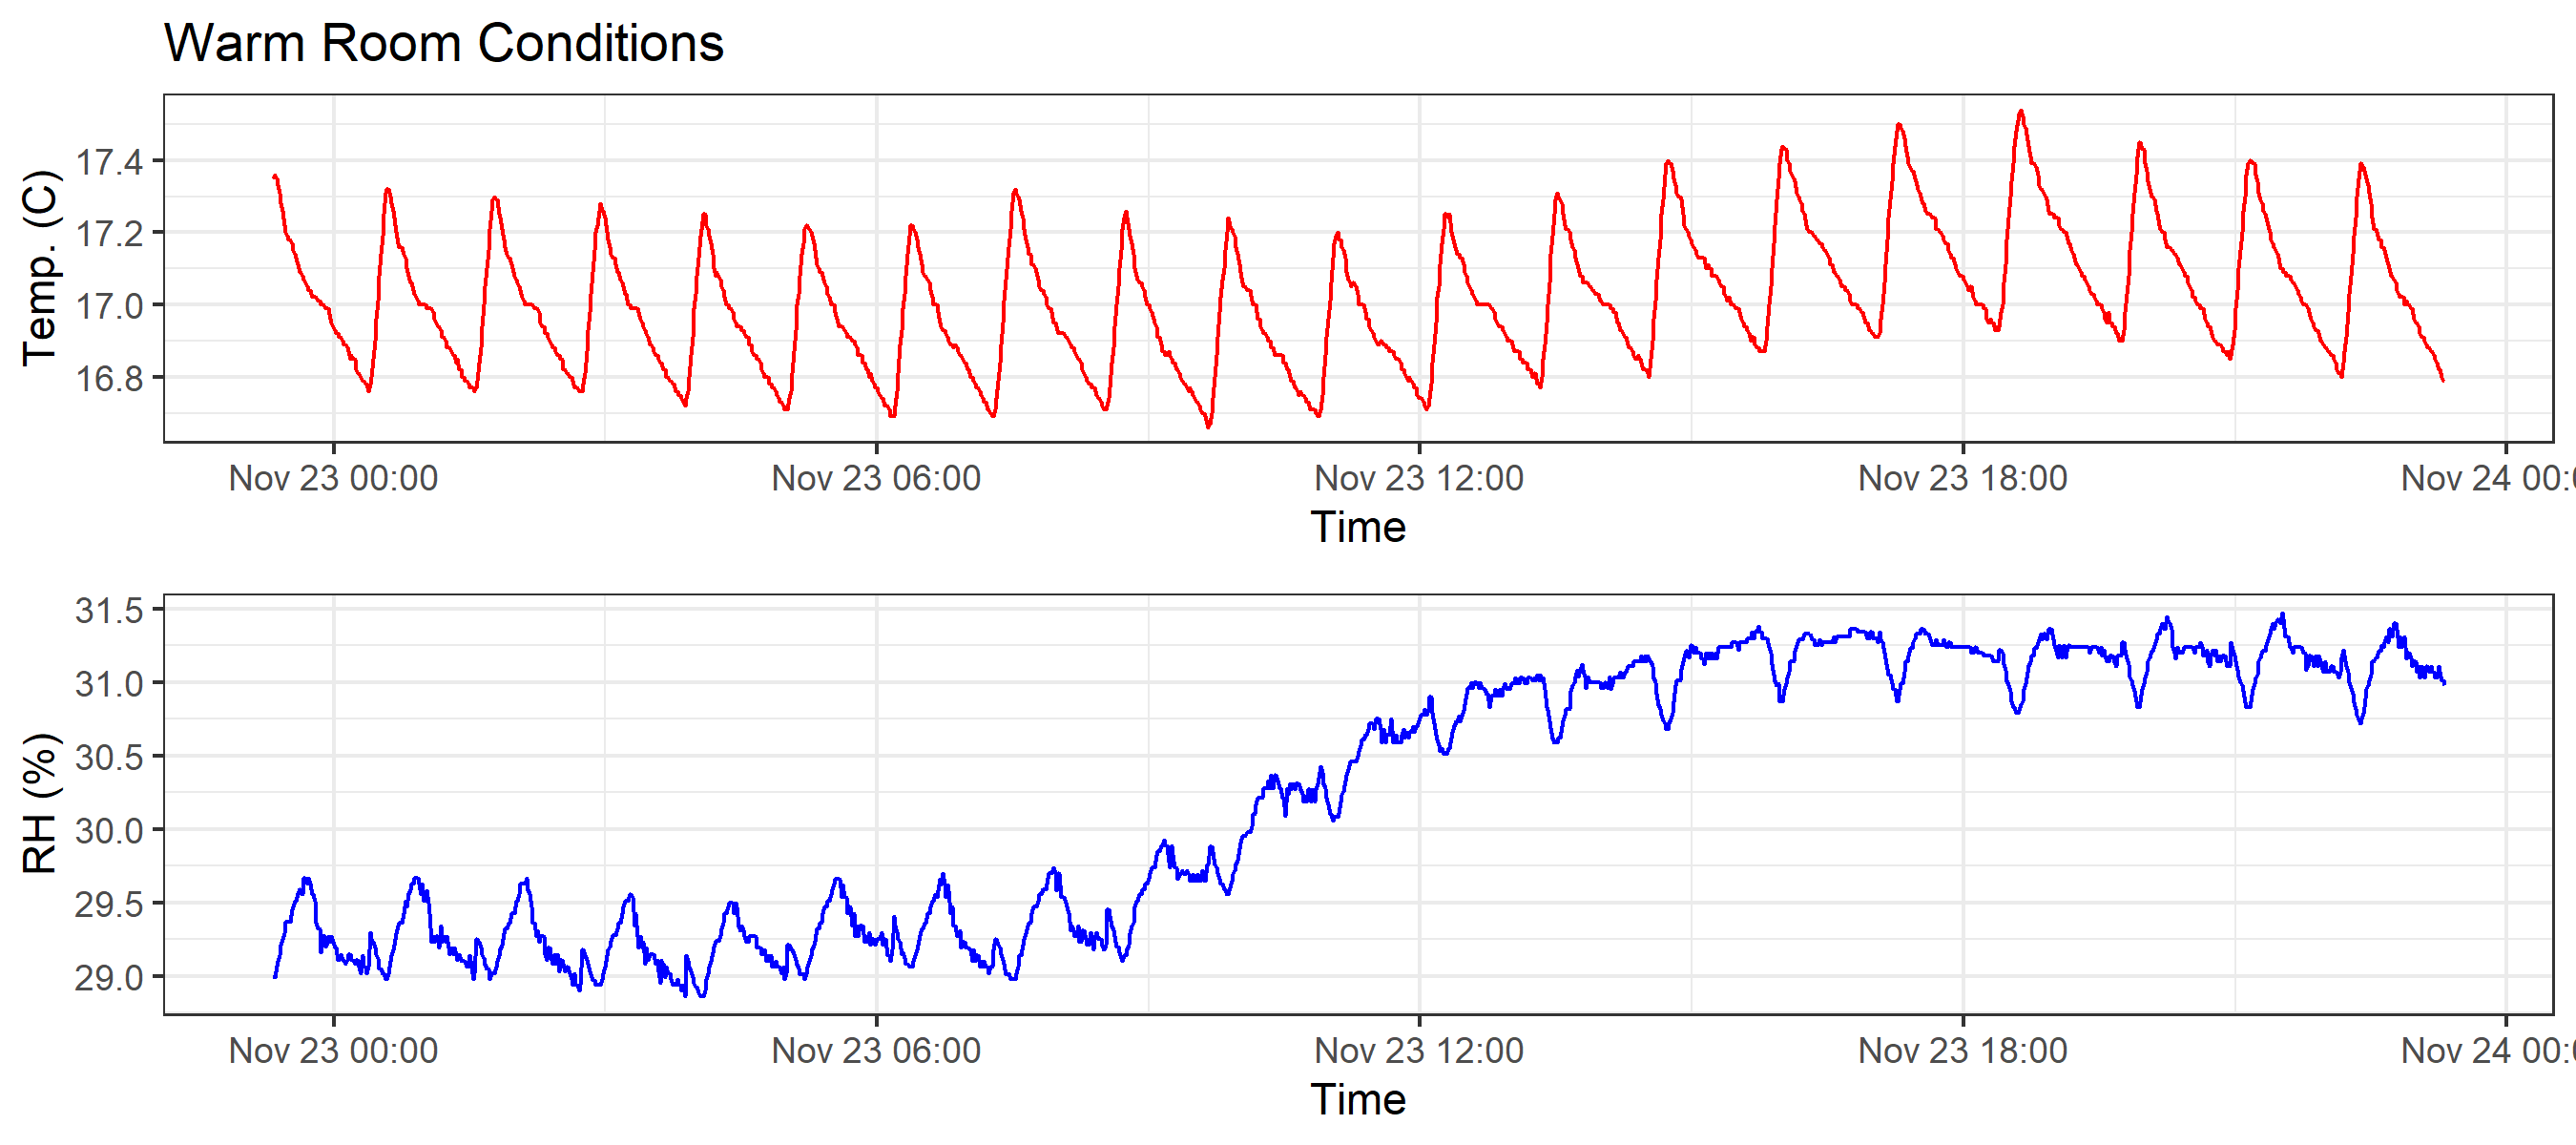 Warm Room Conditions
Temp. (C)
17.4
17.2
17.0
16.8
Nov 23 00:00 Nov 23 06:00 Nov 23 12:00 Nov 23 18:00 Nov 24 00:0
Time
RH (%)
31.5
31.0
30.5
30.0
29.5
29.0
Nov 23 00:00 Nov 23 06:00 Nov 23 12:00 Nov 23 18:00 Nov 24 00:0
Time